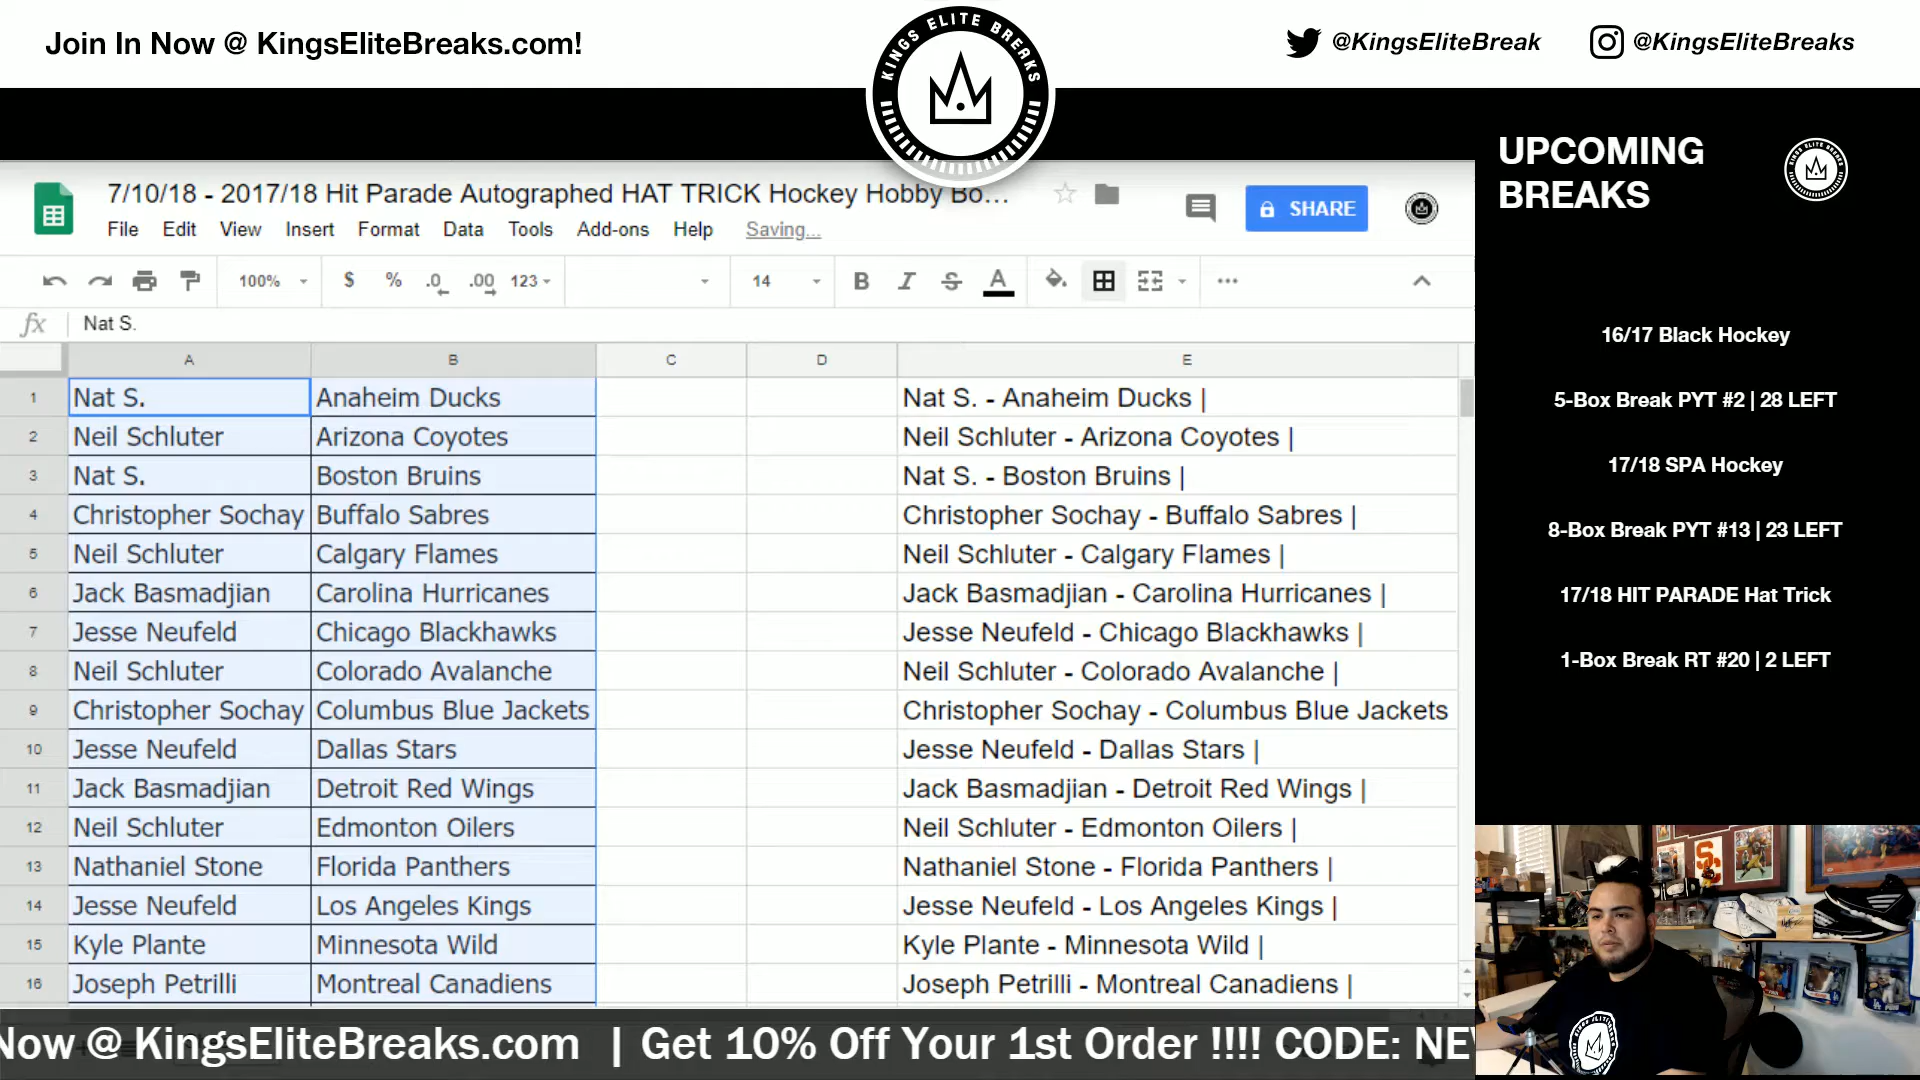 Join In Now @ KingsEliteBreaks.com!
KINGS ELITE BREAKS
@KingsEliteBreak
@KingsEliteBreaks
UPCOMING
BREAKS
7/10/18 - 2017/18 Hit Parade Autographed HAT TRICK Hockey Hobby Bo...
SHARE
File Edit View Insert Format Data Tools Add-ons Help Saving...
100% $ % .0 .00 123 14 B I S A
fx Nat S.
A B C D E
1 Nat S. Anaheim Ducks Nat S. - Anaheim Ducks |
2 Neil Schluter Arizona Coyotes Neil Schluter - Arizona Coyotes |
3 Nat S. Boston Bruins Nat S. - Boston Bruins |
4 Christopher Sochay Buffalo Sabres Christopher Sochay - Buffalo Sabres |
5 Neil Schluter Calgary Flames Neil Schluter - Calgary Flames |
6 Jack Basmadjian Carolina Hurricanes Jack Basmadjian - Carolina Hurricanes |
7 Jesse Neufeld Chicago Blackhawks Jesse Neufeld - Chicago Blackhawks |
8 Neil Schluter Colorado Avalanche Neil Schluter - Colorado Avalanche |
9 Christopher Sochay Columbus Blue Jackets Christopher Sochay - Columbus Blue Jackets
10 Jesse Neufeld Dallas Stars Jesse Neufeld - Dallas Stars |
11 Jack Basmadjian Detroit Red Wings Jack Basmadjian - Detroit Red Wings |
12 Neil Schluter Edmonton Oilers Neil Schluter - Edmonton Oilers |
13 Nathaniel Stone Florida Panthers Nathaniel Stone - Florida Panthers |
14 Jesse Neufeld Los Angeles Kings Jesse Neufeld - Los Angeles Kings |
15 Kyle Plante Minnesota Wild Kyle Plante - Minnesota Wild |
16 Joseph Petrilli Montreal Canadiens Joseph Petrilli - Montreal Canadiens |
16/17 Black Hockey
5-Box Break PYT #2 | 28 LEFT
17/18 SPA Hockey
8-Box Break PYT #13 | 23 LEFT
17/18 HIT PARADE Hat Trick
1-Box Break RT #20 | 2 LEFT
Now @ KingsEliteBreaks.com | Get 10% Off Your 1st Order !!!! CODE: NE